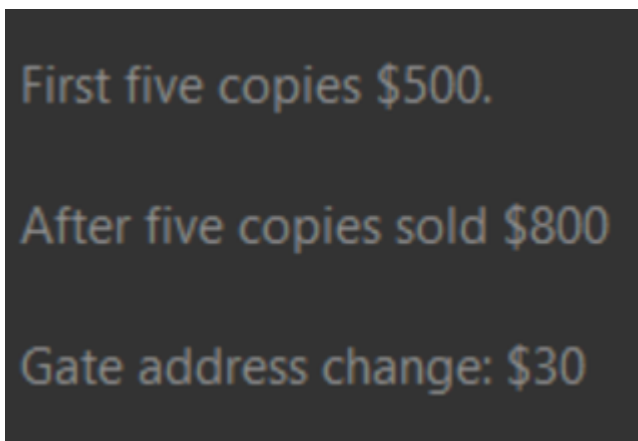 First five copies $500.
After five copies sold $800
Gate address change: $30